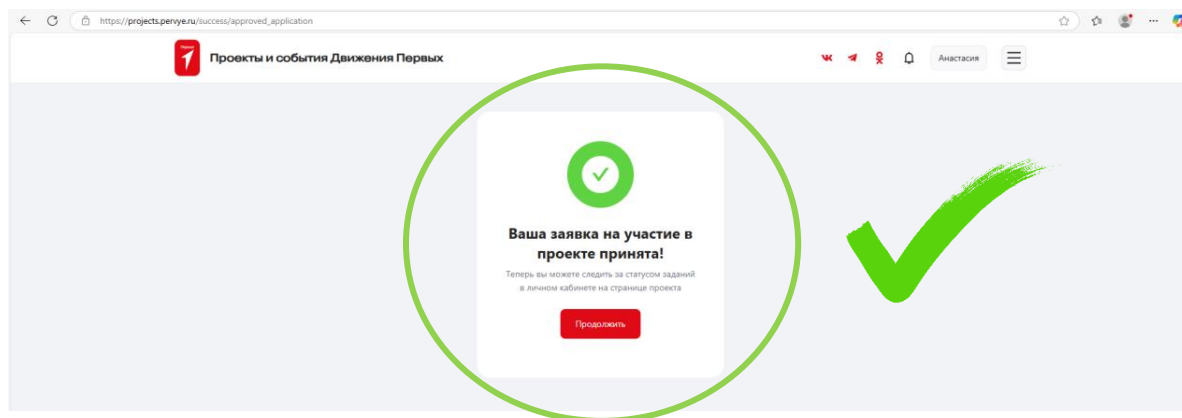 https://projects.pervye.ru/success/approved_application
Проекты и события Движения Первых
Анастасия
Ваша заявка на участие в
проекте принята!
Теперь вы можете следить за статусом заданий
в личном кабинете на странице проекта
Продолжить